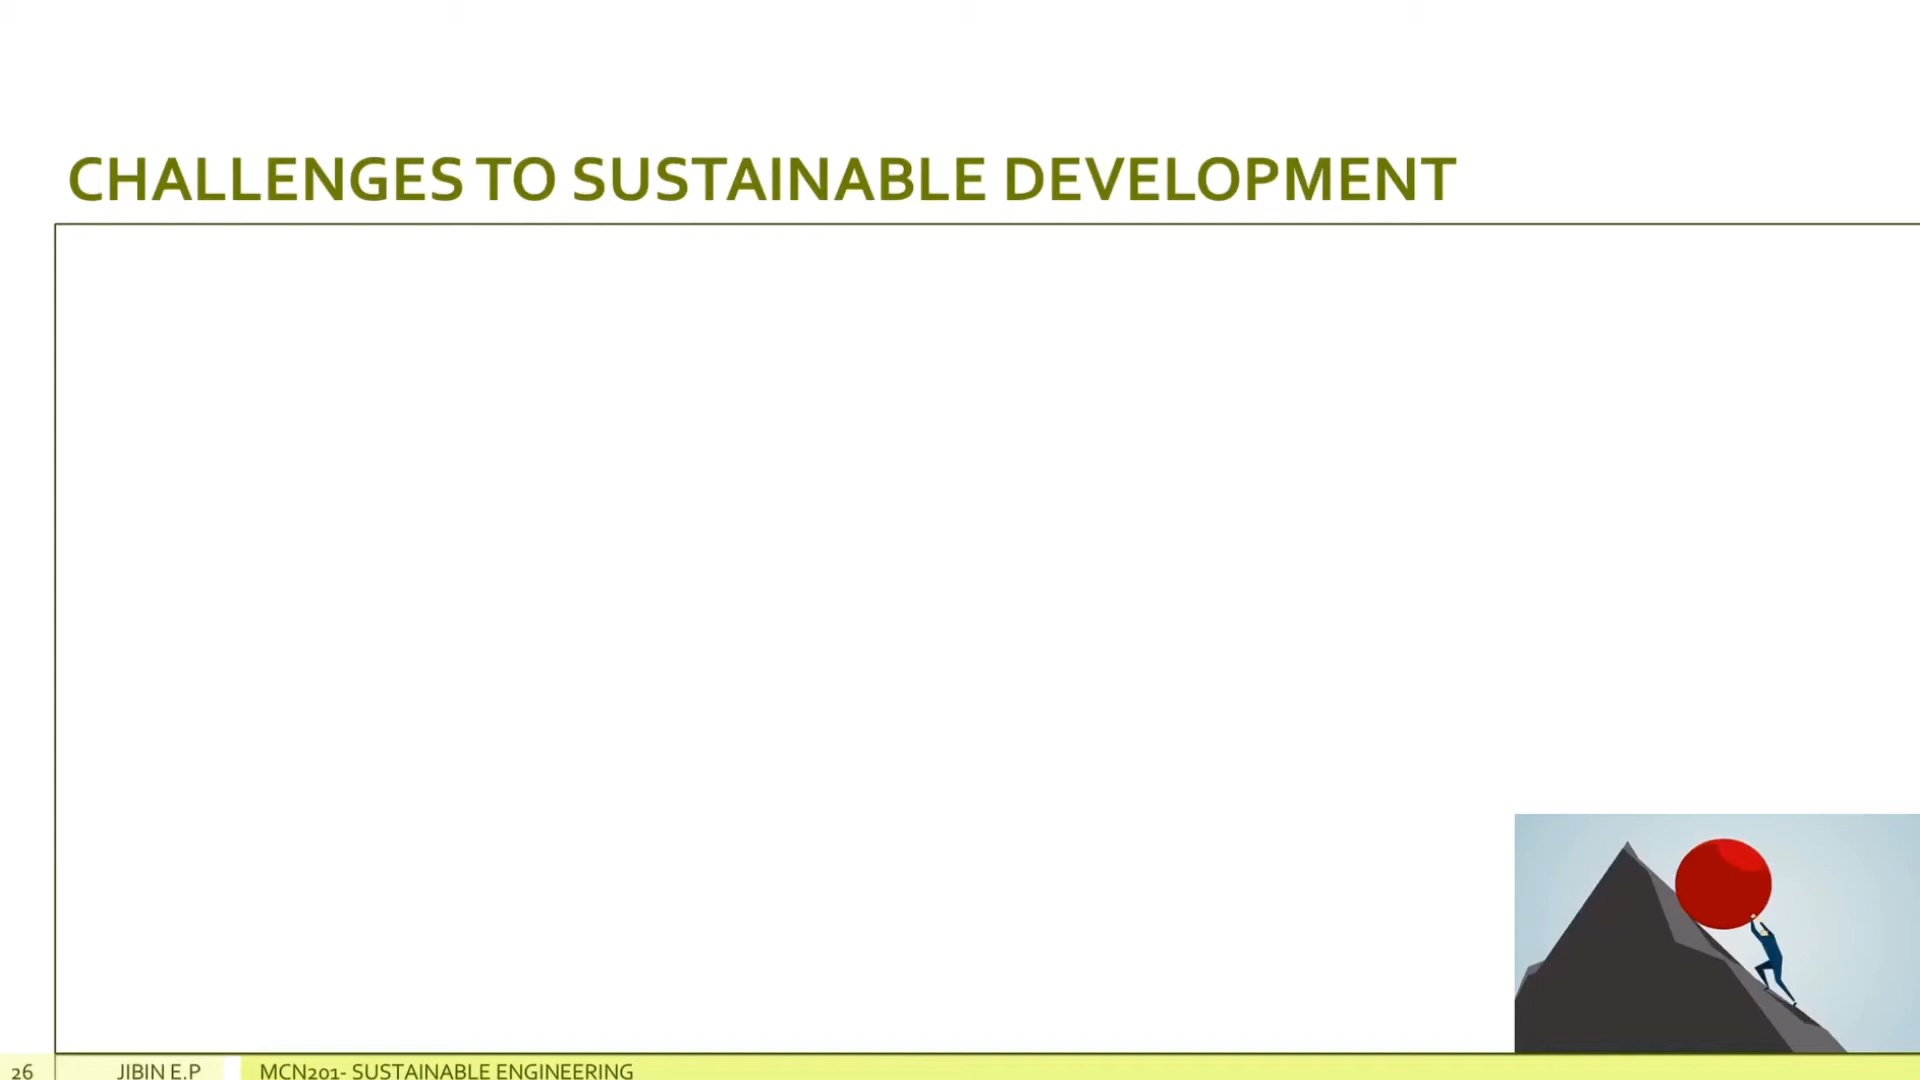 CHALLENGES TO SUSTAINABLE DEVELOPMENT
26 JIBIN E.P MCN201- SUSTAINABLE ENGINEERING